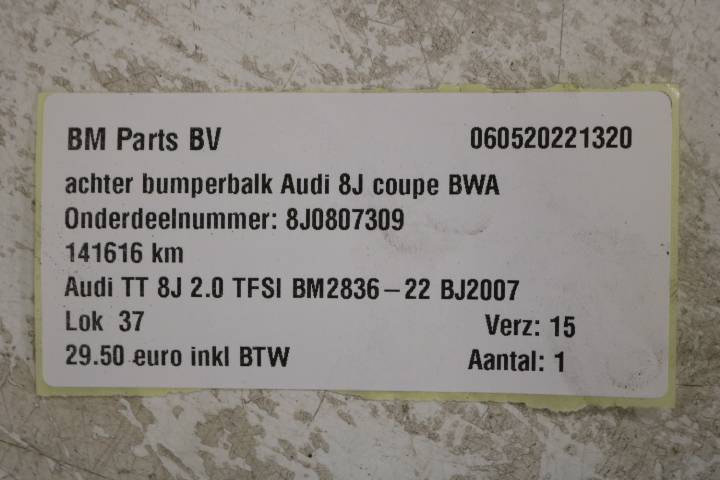 BM Parts BV 060520221320
achter bumperbalk Audi 8J coupe BWA
Onderdeelnummer: 8J0807309
141616 km
Audi TT 8J 2.0 TFSI BM2836-22 BJ2007
Lok 37 Verz: 15
29.50 euro inkl BTW Aantal: 1